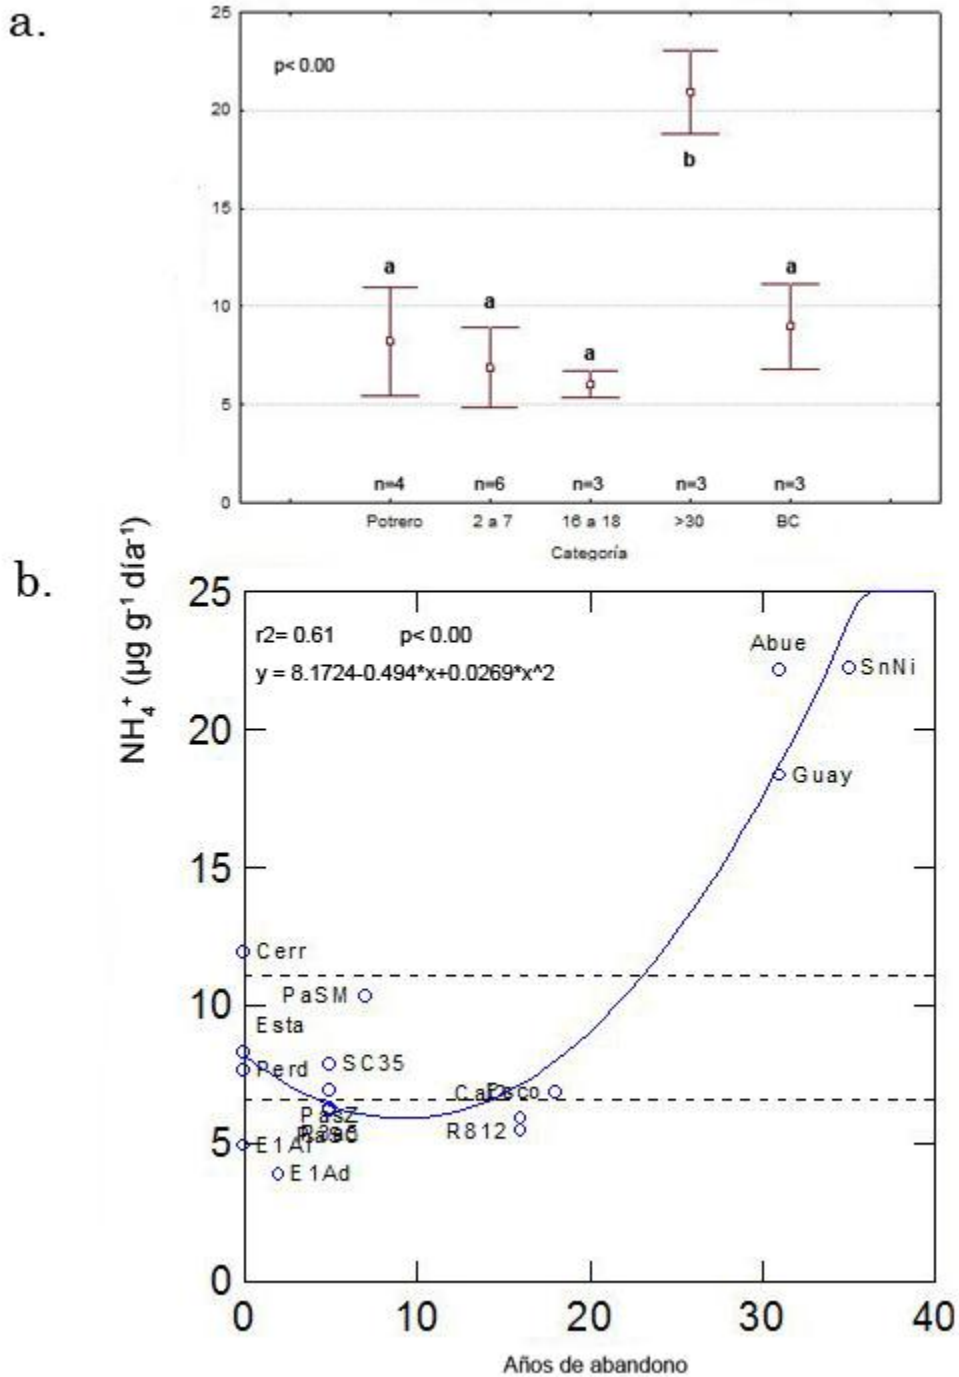 a.
25
20
15
10
5
0
p< 0.00
a
a
a
b
a
n=4 n=6 n=3 n=3 n=3
Potrero 2 a 7 16 a 18 >30 BC
Categoría
NH₄⁺ (µg g⁻¹ día⁻¹)
b.
25
20
15
10
5
0
r2= 0.61 p< 0.00
y = 8.1724-0.494*x+0.0269*x^2
Abue
SnNi
Guay
Cerr
PaSM
Esta
Perd
SC35
Esco
PasZ
R812
E1Al
E1Ad
0 10 20 30 40
Años de abandono